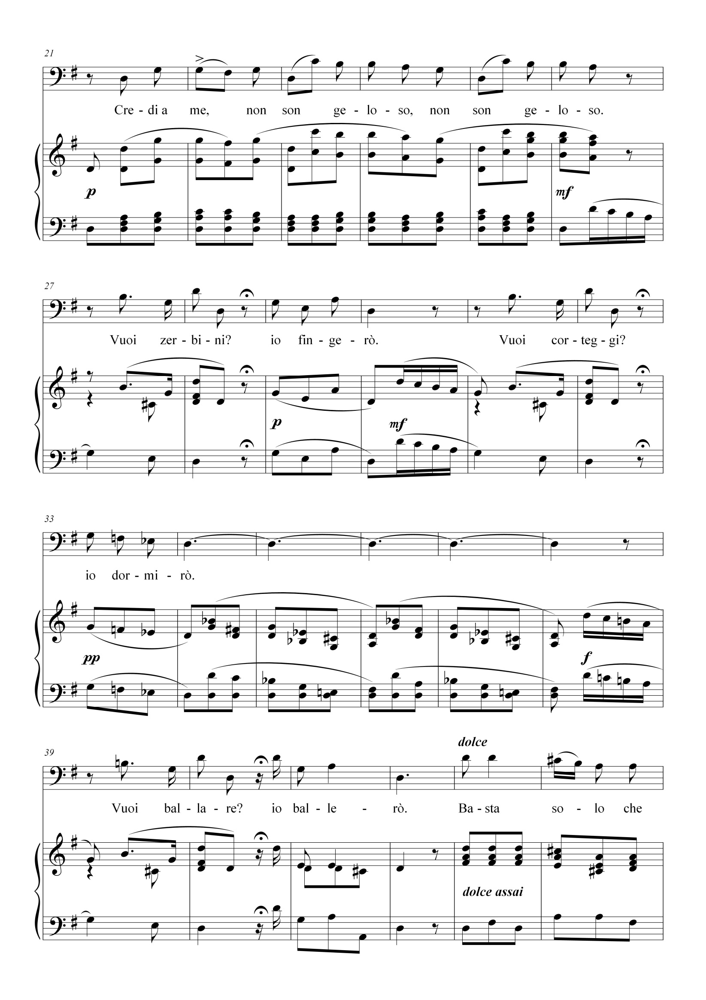 21
Cre - di a me, non son ge - lo - so, non son ge - lo - so.
p mf
27
Vuoi zer - bi - ni? io fin - ge - rò. Vuoi cor - teg - gi?
p mf
33
io dor - mi - rò.
pp f
dolce
39
Vuoi bal - la - re? io bal - le - rò. Ba - sta so - lo che
dolce assai